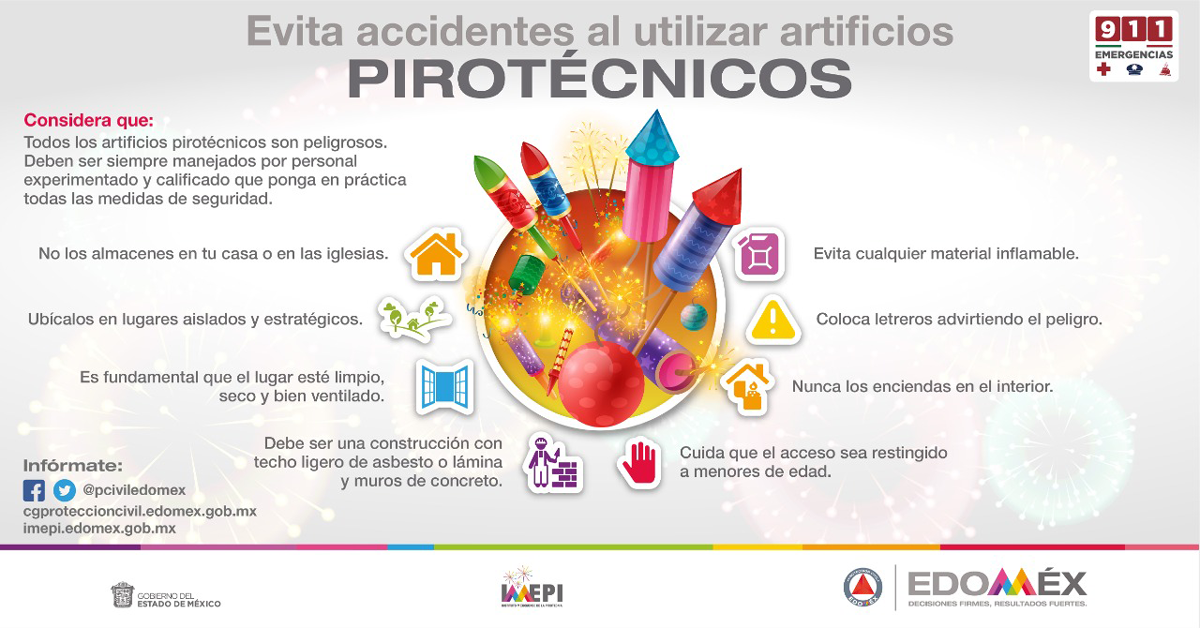 Evita accidentes al utilizar artificios
PIROTÉCNICOS
911
EMERGENCIAS
Considera que:
Todos los artificios pirotécnicos son peligrosos.
Deben ser siempre manejados por personal
experimentado y calificado que ponga en práctica
todas las medidas de seguridad.
No los almacenes en tu casa o en las iglesias.
Ubícalos en lugares aislados y estratégicos.
Es fundamental que el lugar esté limpio,
seco y bien ventilado.
Debe ser una construcción con
techo ligero de asbesto o lámina
y muros de concreto.
Evita cualquier material inflamable.
Coloca letreros advirtiendo el peligro.
Nunca los enciendas en el interior.
Cuida que el acceso sea restingido
a menores de edad.
Infórmate:
@pciviledomex
cgproteccioncivil.edomex.gob.mx
imepi.edomex.gob.mx
GOBIERNO DEL
ESTADO DE MÉXICO
IMEPI
EDOMEX
EDOMÉX
DECISIONES FIRMES, RESULTADOS FUERTES.